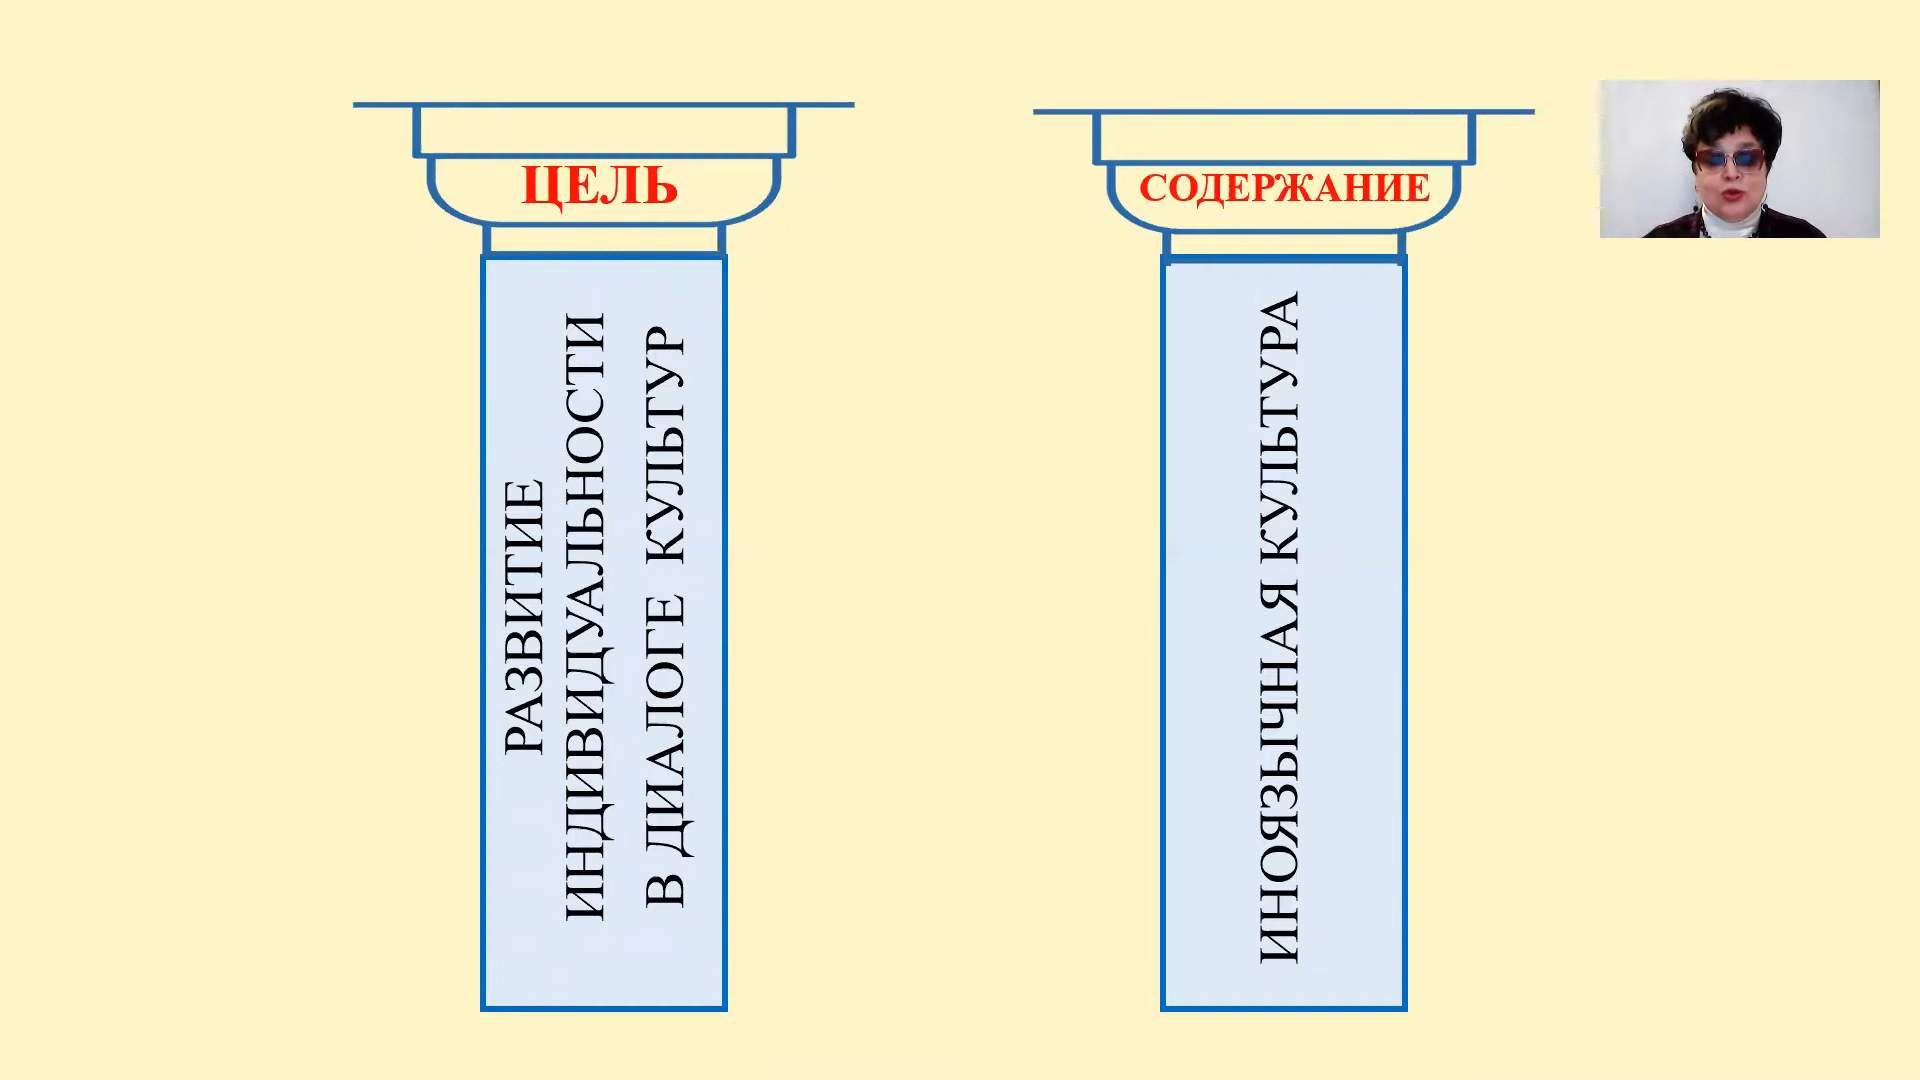 ЦЕЛЬ
РАЗВИТИЕ
ИНДИВИДУАЛЬНОСТИ
В ДИАЛОГЕ КУЛЬТУР
СОДЕРЖАНИЕ
ИНОЯЗЫЧНАЯ КУЛЬТУРА